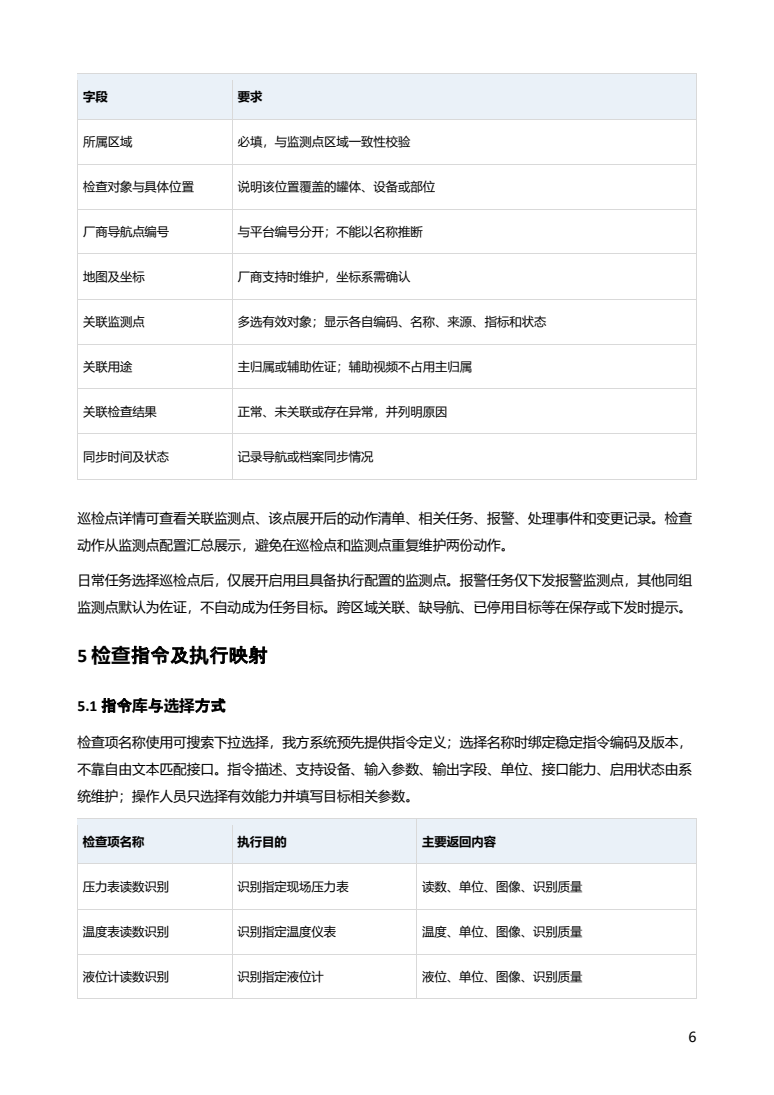 字段 要求
所属区域 必填，与监测点区域一致性校验
检查对象与具体位置 说明该位置覆盖的罐体、设备或部位
厂商导航点编号 与平台编号分开；不能以名称推断
地图及坐标 厂商支持时维护，坐标系需确认
关联监测点 多选有效对象；显示各自编码、名称、来源、指标和状态
关联用途 主归属或辅助佐证；辅助视频不占用主归属
关联检查结果 正常、未关联或存在异常，并列明原因
同步时间及状态 记录导航或档案同步情况
巡检点详情可查看关联监测点、该点展开后的动作清单、相关任务、报警、处理事件和变更记录。检查
动作从监测点配置汇总展示，避免在巡检点和监测点重复维护两份动作。
日常任务选择巡检点后，仅展开启用且具备执行配置的监测点。报警任务仅下发报警监测点，其他同组
监测点默认为佐证，不自动成为任务目标。跨区域关联、缺导航、已停用目标等在保存或下发时提示。
5 检查指令及执行映射
5.1 指令库与选择方式
检查项名称使用可搜索下拉选择，我方系统预先提供指令定义；选择名称时绑定稳定指令编码及版本，
不靠自由文本匹配接口。指令描述、支持设备、输入参数、输出字段、单位、接口能力、启用状态由系
统维护；操作人员只选择有效能力并填写目标相关参数。
检查项名称 执行目的 主要返回内容
压力表读数识别 识别指定现场压力表 读数、单位、图像、识别质量
温度表读数识别 识别指定温度仪表 温度、单位、图像、识别质量
液位计读数识别 识别指定液位计 液位、单位、图像、识别质量
6